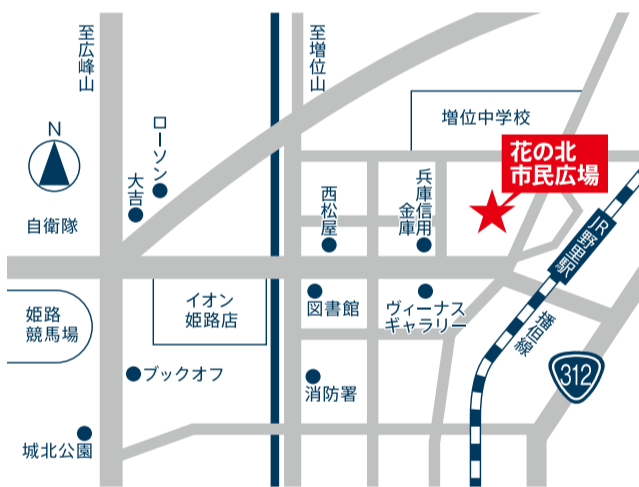 至広峰山
至増位山
N
ローソン
大吉
自衛隊
増位中学校
花の北
市民広場
西松屋
兵庫信用
金庫
JR野里駅
播但線
姫路
競馬場
イオン
姫路店
図書館
ヴィーナス
ギャラリー
ブックオフ
消防署
312
城北公園